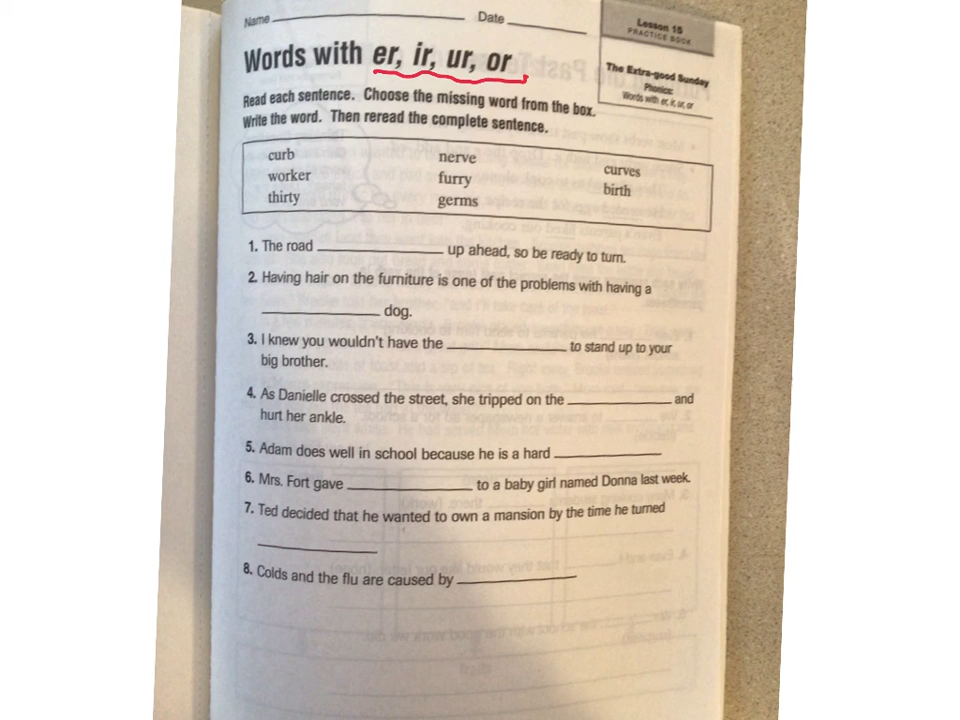 Name
Date
Lesson 15
PRACTICE BOOK
Words with er, ir, ur, or
The Extra-good Sunday
Phonics:
Words with er, ir, ur, or
Read each sentence. Choose the missing word from the box.
Write the word. Then reread the complete sentence.
curb nerve curves
worker furry birth
thirty germs
1. The road up ahead, so be ready to turn.
2. Having hair on the furniture is one of the problems with having a
dog.
3. I knew you wouldn't have the to stand up to your
big brother.
4. As Danielle crossed the street, she tripped on the and
hurt her ankle.
5. Adam does well in school because he is a hard
6. Mrs. Fort gave to a baby girl named Donna last week.
7. Ted decided that he wanted to own a mansion by the time he turned
8. Colds and the flu are caused by